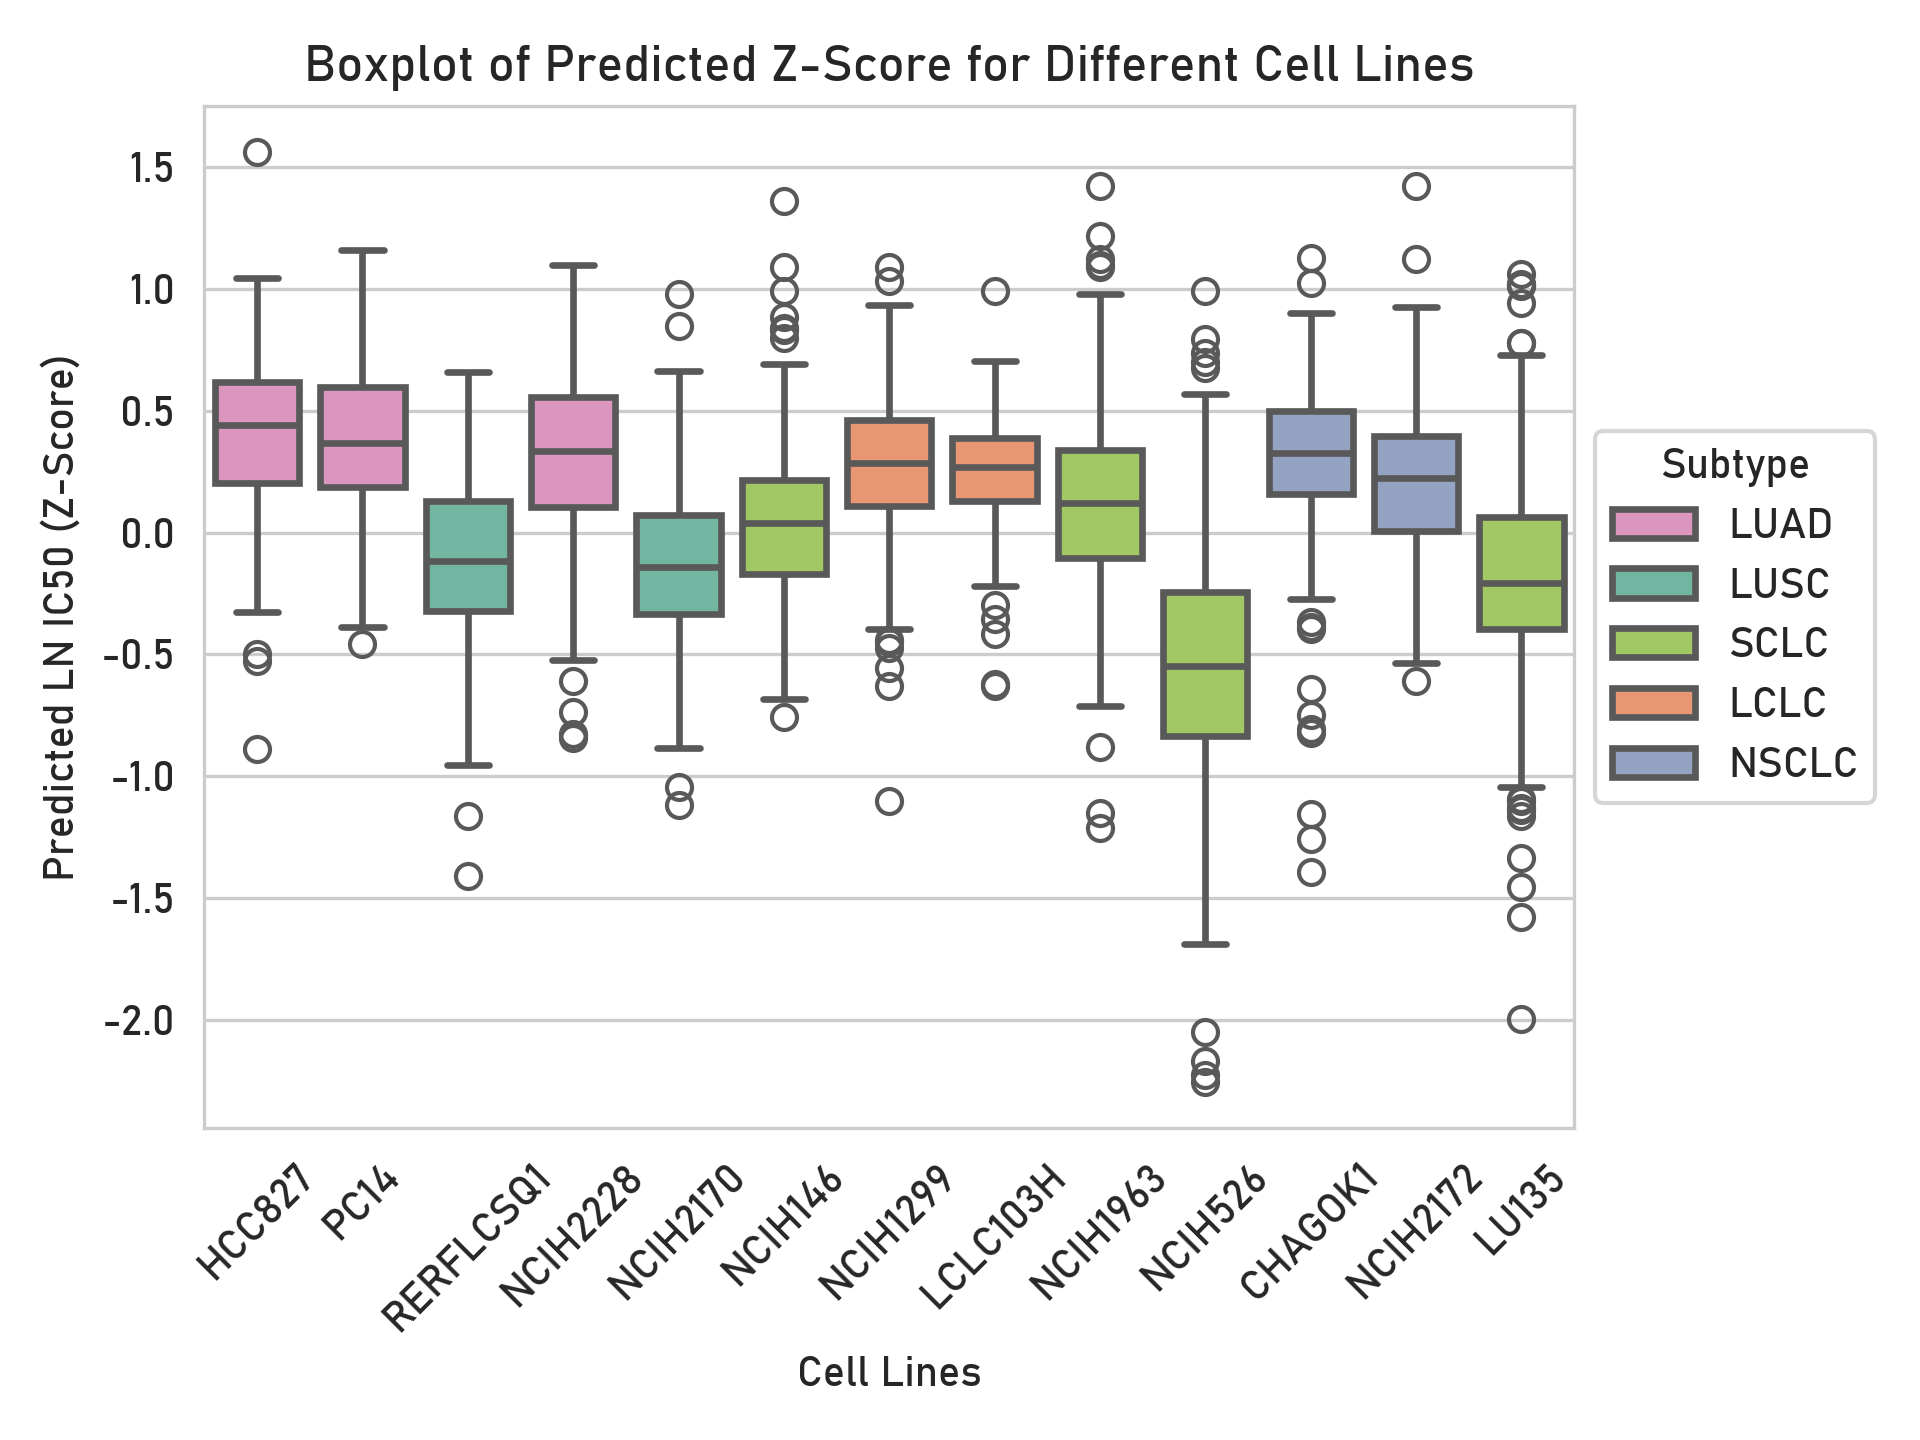 Boxplot of Predicted Z-Score for Different Cell Lines
Predicted LN IC50 (Z-Score)
1.5
1.0
0.5
0.0
-0.5
-1.0
-1.5
-2.0
HCC827
PC14
RERFLCSQ1
NCIH2228
NCIH2170
NCIH146
NCIH1299
LCLC103H
NCIH1963
NCIH526
CHAGOK1
NCIH2172
LU135
Cell Lines
Subtype
LUAD
LUSC
SCLC
LCLC
NSCLC